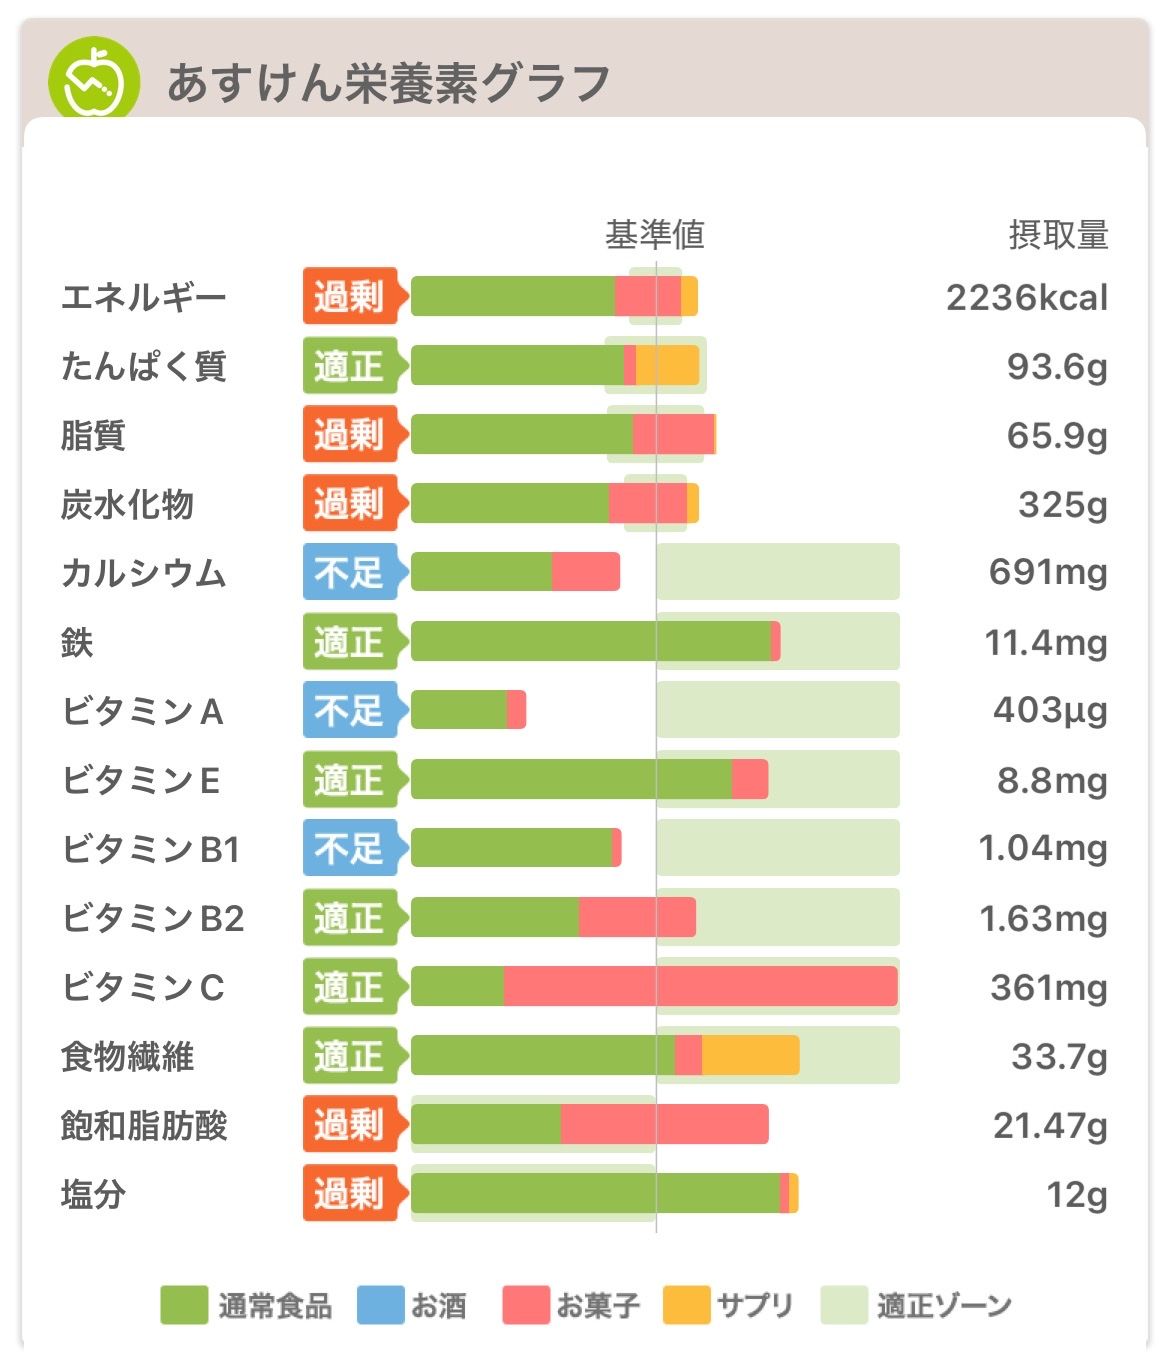 あすけん栄養素グラフ
基準値 摂取量
エネルギー 過剰 2236kcal
たんぱく質 適正 93.6g
脂質 過剰 65.9g
炭水化物 過剰 325g
カルシウム 不足 691mg
鉄 適正 11.4mg
ビタミンA 不足 403μg
ビタミンE 適正 8.8mg
ビタミンB1 不足 1.04mg
ビタミンB2 適正 1.63mg
ビタミンC 適正 361mg
食物繊維 適正 33.7g
飽和脂肪酸 過剰 21.47g
塩分 過剰 12g
通常食品 お酒 お菓子 サプリ 適正ゾーン